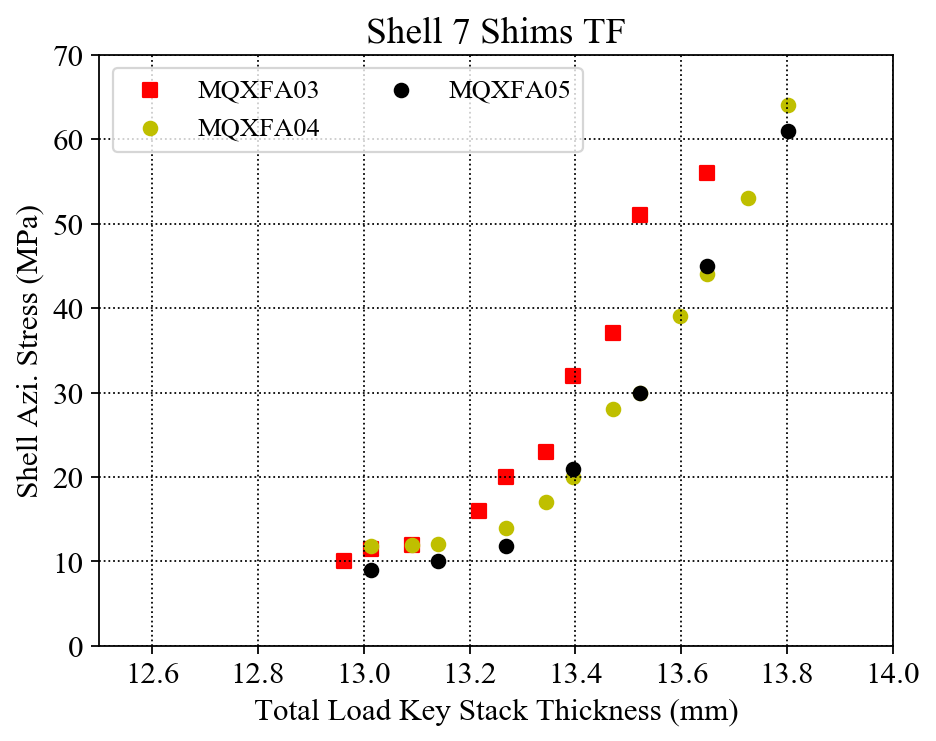 Shell 7 Shims TF
70
60
50
40
30
20
10
0
Shell Azi. Stress (MPa)
MQXFA03
MQXFA04
MQXFA05
12.6 12.8 13.0 13.2 13.4 13.6 13.8 14.0
Total Load Key Stack Thickness (mm)